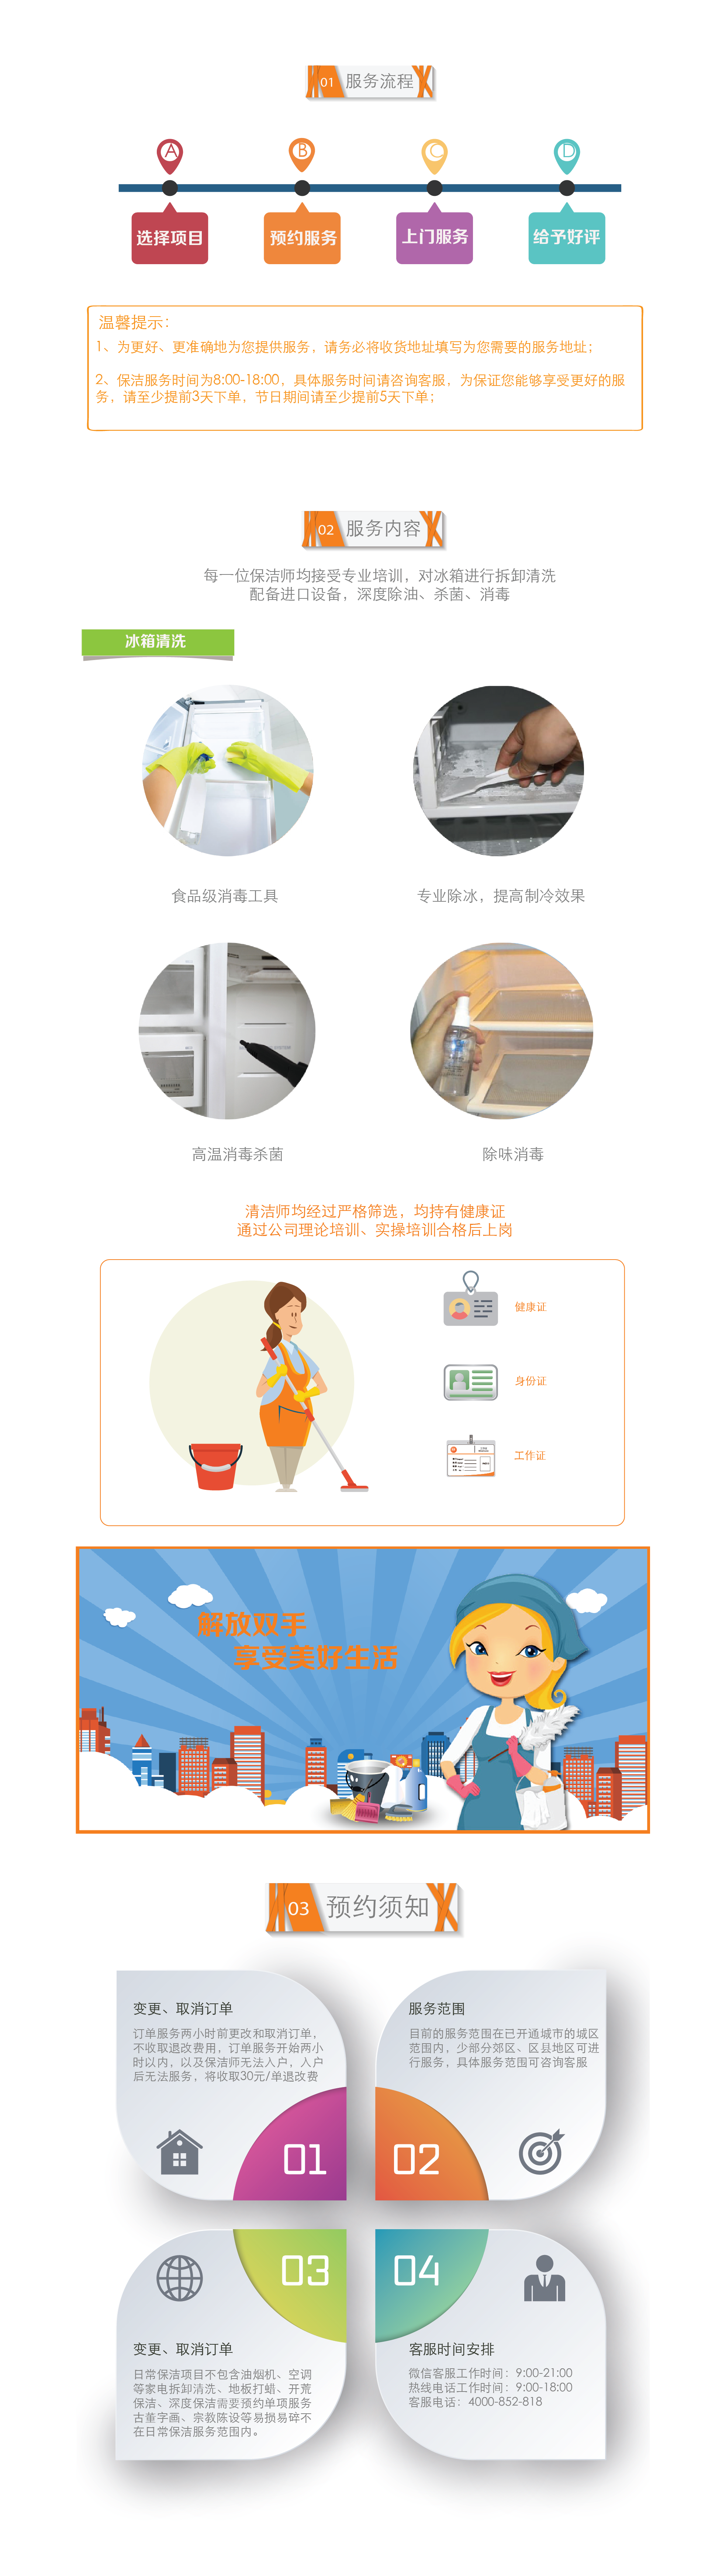 01 服务流程
A
B
C
D
选择项目
预约服务
上门服务
给予好评
温馨提示：
1、为更好、更准确地为您提供服务，请务必将收货地址填写为您需要的服务地址；
2、保洁服务时间为8:00-18:00，具体服务时间请咨询客服，为保证您能够享受更好的服
务，请至少提前3天下单，节日期间请至少提前5天下单；
02 服务内容
每一位保洁师均接受专业培训，对冰箱进行拆卸清洗
配备进口设备，深度除油、杀菌、消毒
冰箱清洗
食品级消毒工具
专业除冰，提高制冷效果
高温消毒杀菌
除味消毒
清洁师均经过严格筛选，均持有健康证
通过公司理论培训、实操培训合格后上岗
健康证
身份证
工作证
解放双手
享受美好生活
03 预约须知
变更、取消订单
订单服务两小时前更改和取消订单，
不收取退改费用，订单服务开始两小
时以内，以及保洁师无法入户，入户
后无法服务，将收取30元/单退改费
01
服务范围
目前的服务范围在已开通城市的城区
范围内，少部分郊区、区县地区可进
行服务，具体服务范围可咨询客服
02
03
变更、取消订单
日常保洁项目不包含油烟机、空调
等家电拆卸清洗、地板打蜡、开荒
保洁、深度保洁需要预约单项服务
古董字画、宗教陈设等易损易碎不
在日常保洁服务范围内。
04
客服时间安排
微信客服工作时间：9:00-21:00
热线电话工作时间：9:00-18:00
客服电话：4000-852-818